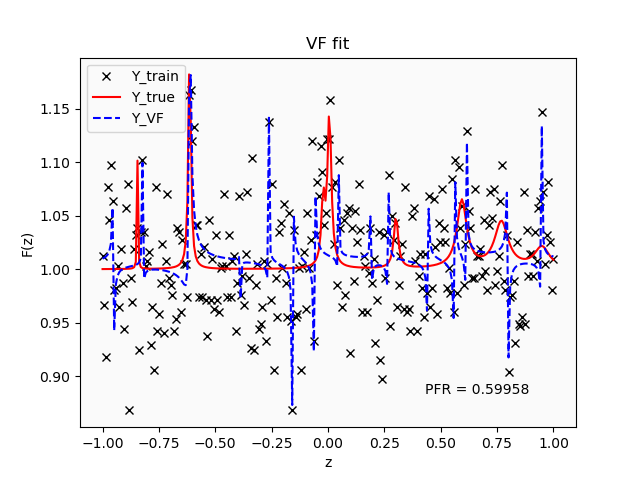 VF fit
Y_train
Y_true
Y_VF
1.15
1.10
1.05
1.00
0.95
0.90
F(z)
PFR = 0.59958
−1.00 −0.75 −0.50 −0.25 0.00 0.25 0.50 0.75 1.00
z